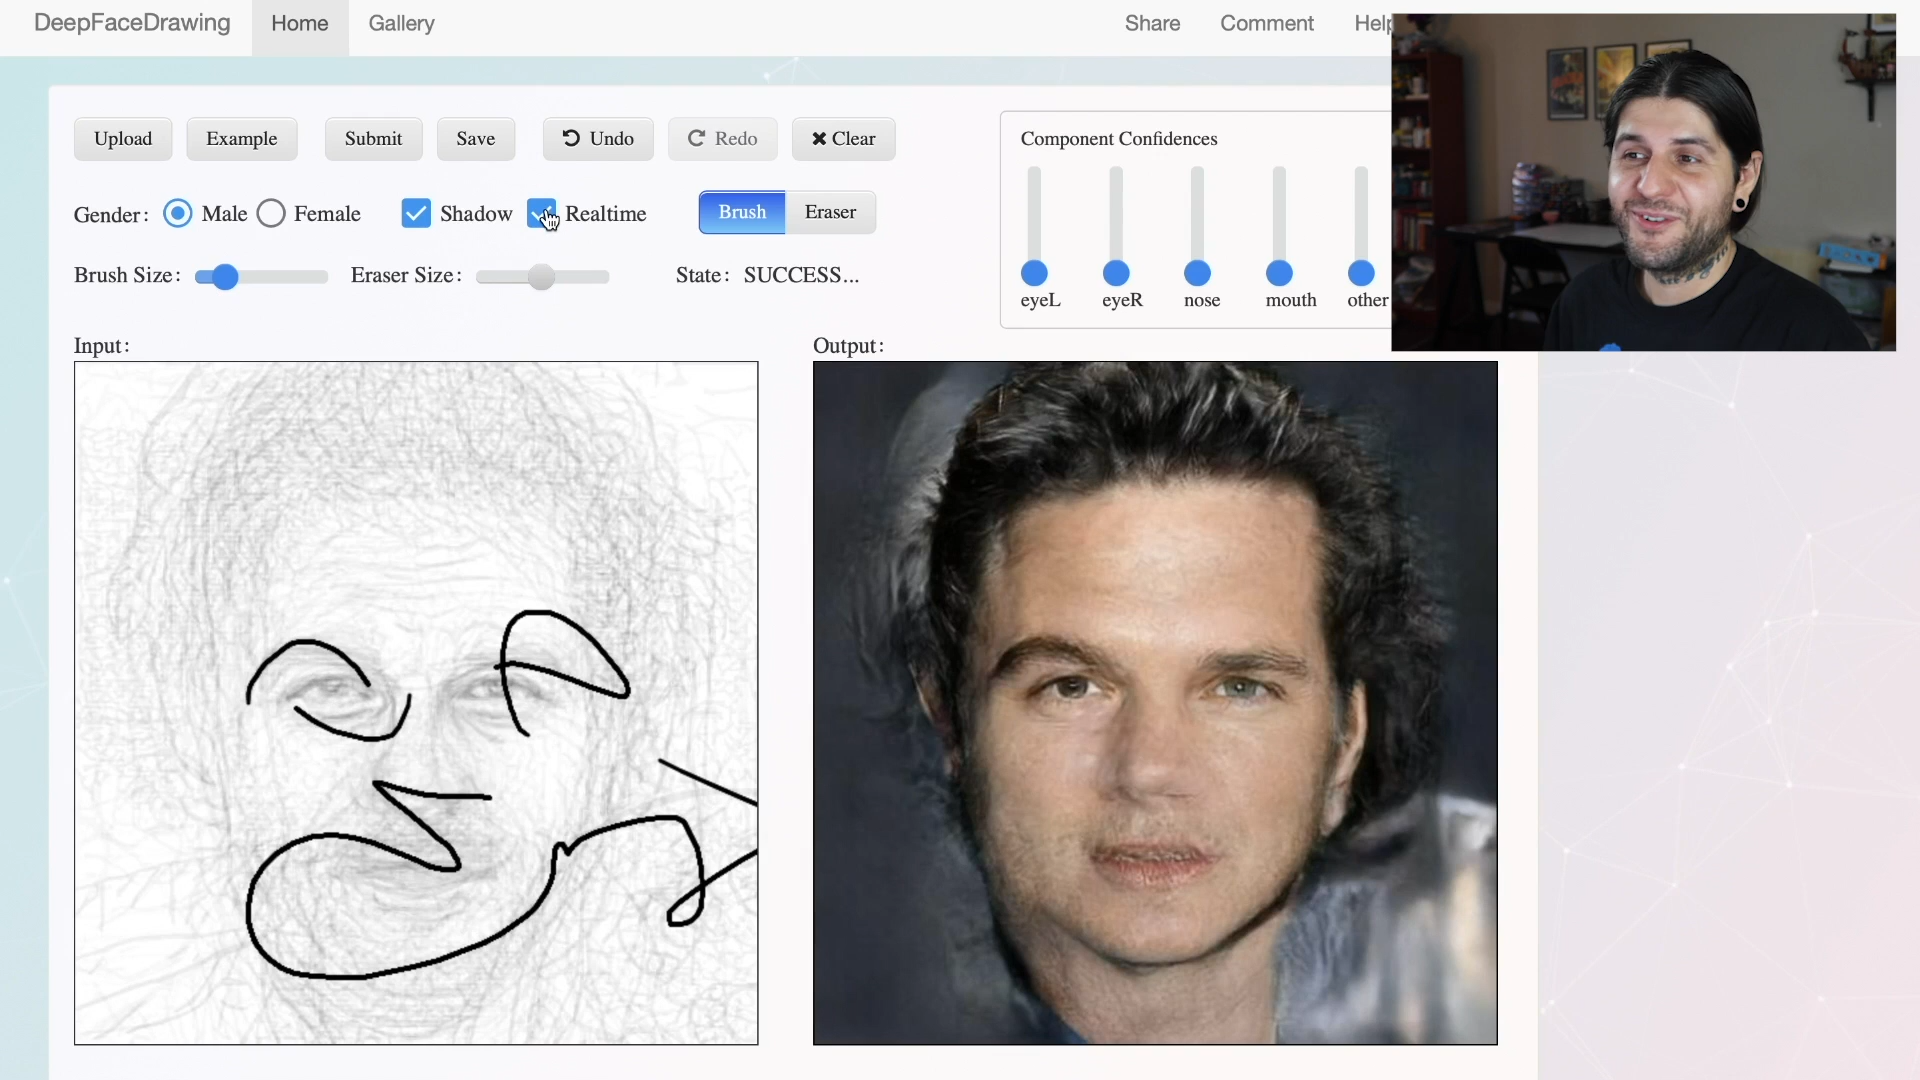 DeepFaceDrawing Home Gallery Share Comment Help
Upload Example Submit Save Undo Redo Clear
Component Confidences
Gender: Male Female Shadow Realtime Brush Eraser
Brush Size: Eraser Size: State: SUCCESS...
eyeL eyeR nose mouth other
Input: Output: